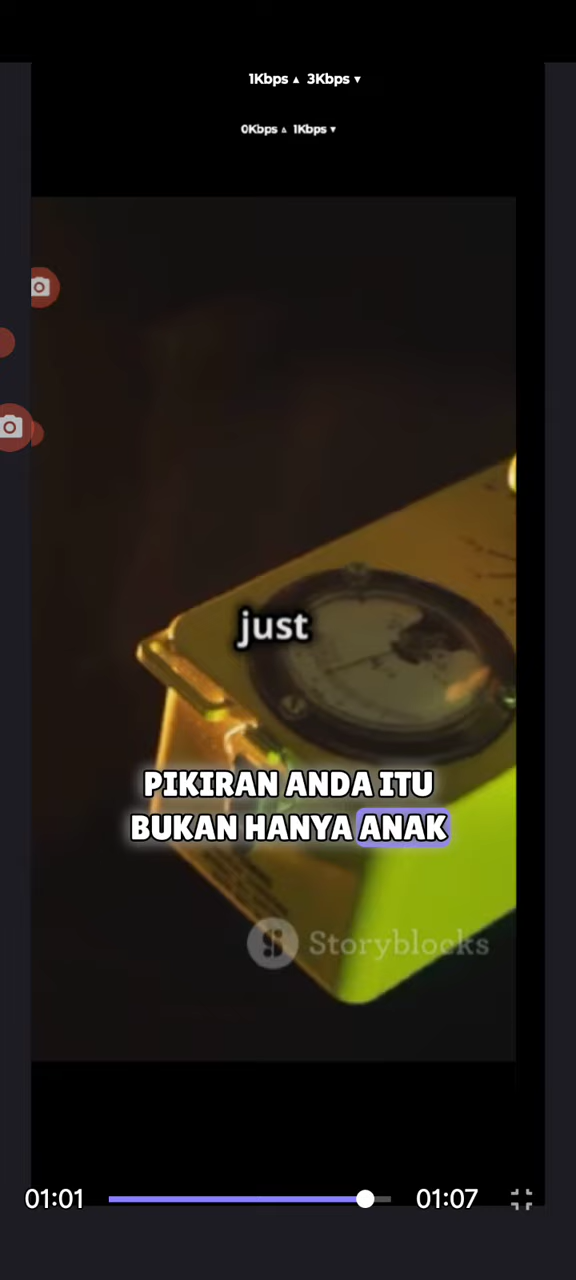 1Kbps ▲ 3Kbps ▼
0Kbps ▲ 1Kbps ▼
just
PIKIRAN ANDA ITU
BUKAN HANYA ANAK
Storyblocks
01:01
01:07